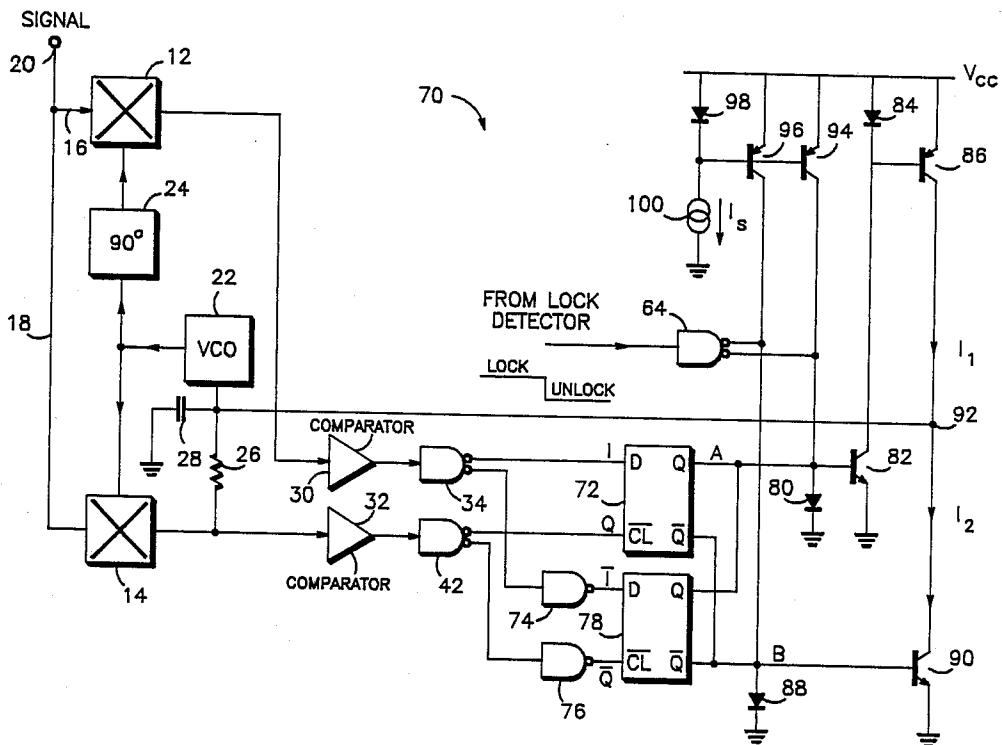 SIGNAL
20
12
16
24
90°
18
22
VCO
28
26
14
70
98
96
94
84
VCC
86
100
Is
FROM LOCK
DETECTOR
64
LOCK
UNLOCK
I1
92
COMPARATOR
30
34
32
42
COMPARATOR
I
D
Q
A
72
Q
CL
Q̅
80
82
I2
74
I̅
D
Q
78
76
Q̅
CL
Q̅
B
88
90